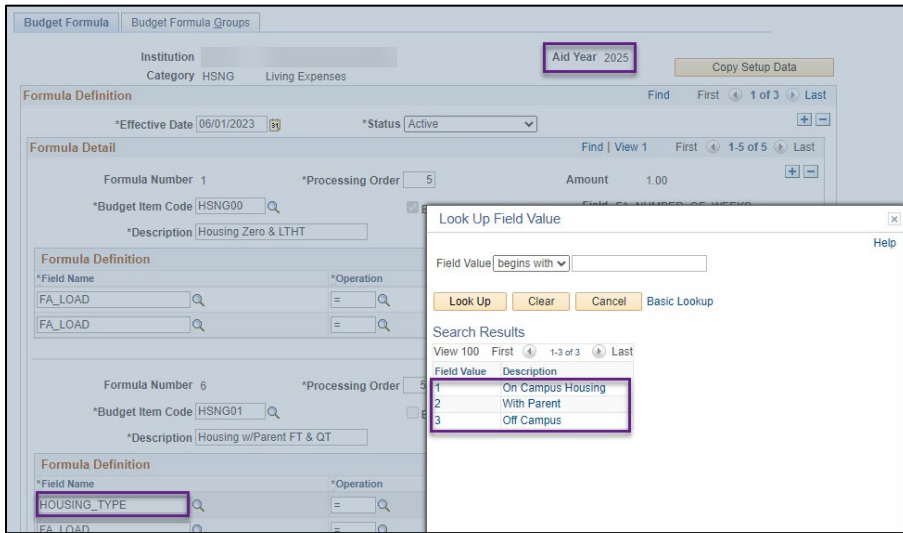 Budget Formula Budget Formula Groups
Institution Aid Year 2025
Category HSNG Living Expenses Copy Setup Data
Formula Definition Find First 1 of 3 Last
*Effective Date 06/01/2023 31 *Status Active
Formula Detail Find | View 1 First 1-5 of 5 Last
Formula Number 1 *Processing Order 5 Amount 1.00
*Budget Item Code HSNG00
*Description Housing Zero & LTHT
Formula Definition
*Field Name *Operation
FA_LOAD =
FA_LOAD =
Formula Number 6 *Processing Order 5
*Budget Item Code HSNG01
*Description Housing w/Parent FT & QT
Formula Definition
*Field Name *Operation
HOUSING_TYPE =
FA_LOAD =
Look Up Field Value
Help
Field Value begins with
Look Up Clear Cancel Basic Lookup
Search Results
View 100 First 1-3 of 3 Last
Field Value Description
1 On Campus Housing
2 With Parent
3 Off Campus